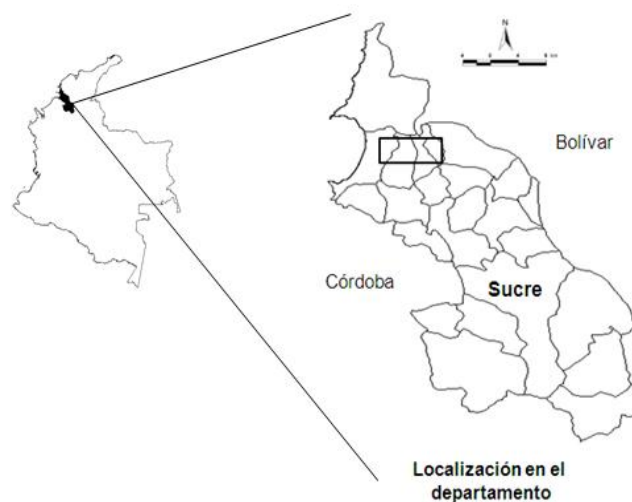 N
Bolívar
Córdoba
Sucre
Localización en el
departamento